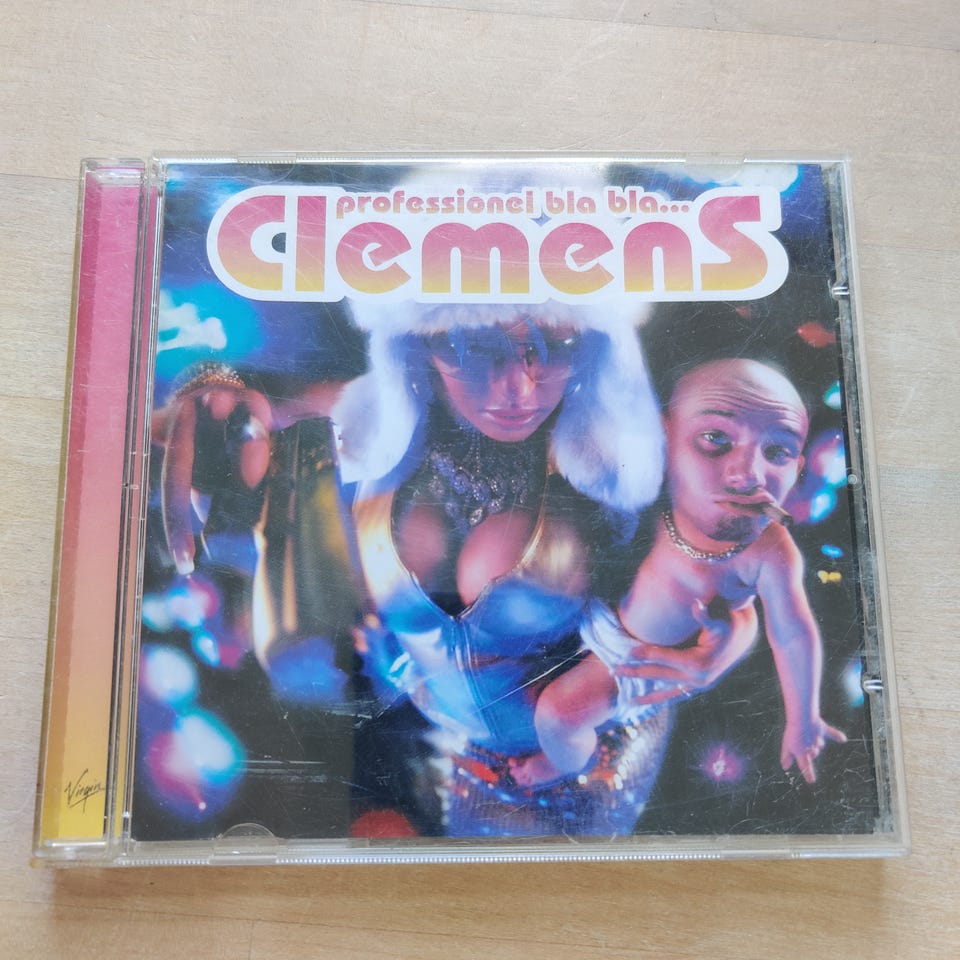 professionel bla bla...
Clemens
Virgin